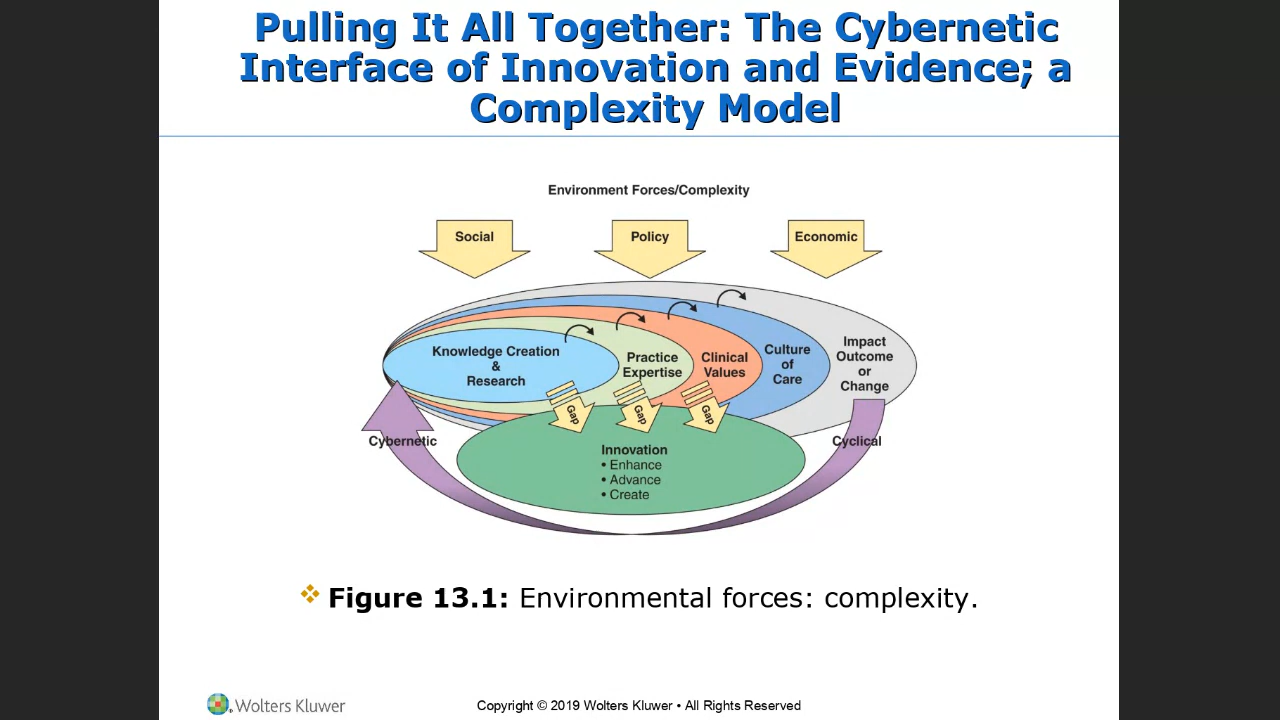 Pulling It All Together: The Cybernetic
Interface of Innovation and Evidence; a
Complexity Model
Environment Forces/Complexity
Social
Policy
Economic
Knowledge Creation
&
Research
Practice
Expertise
Clinical
Values
Culture
of
Care
Impact
Outcome
or
Change
Gap
Gap
Gap
Cybernetic
Cyclical
Innovation
• Enhance
• Advance
• Create
Figure 13.1: Environmental forces: complexity.
Wolters Kluwer
Copyright © 2019 Wolters Kluwer • All Rights Reserved